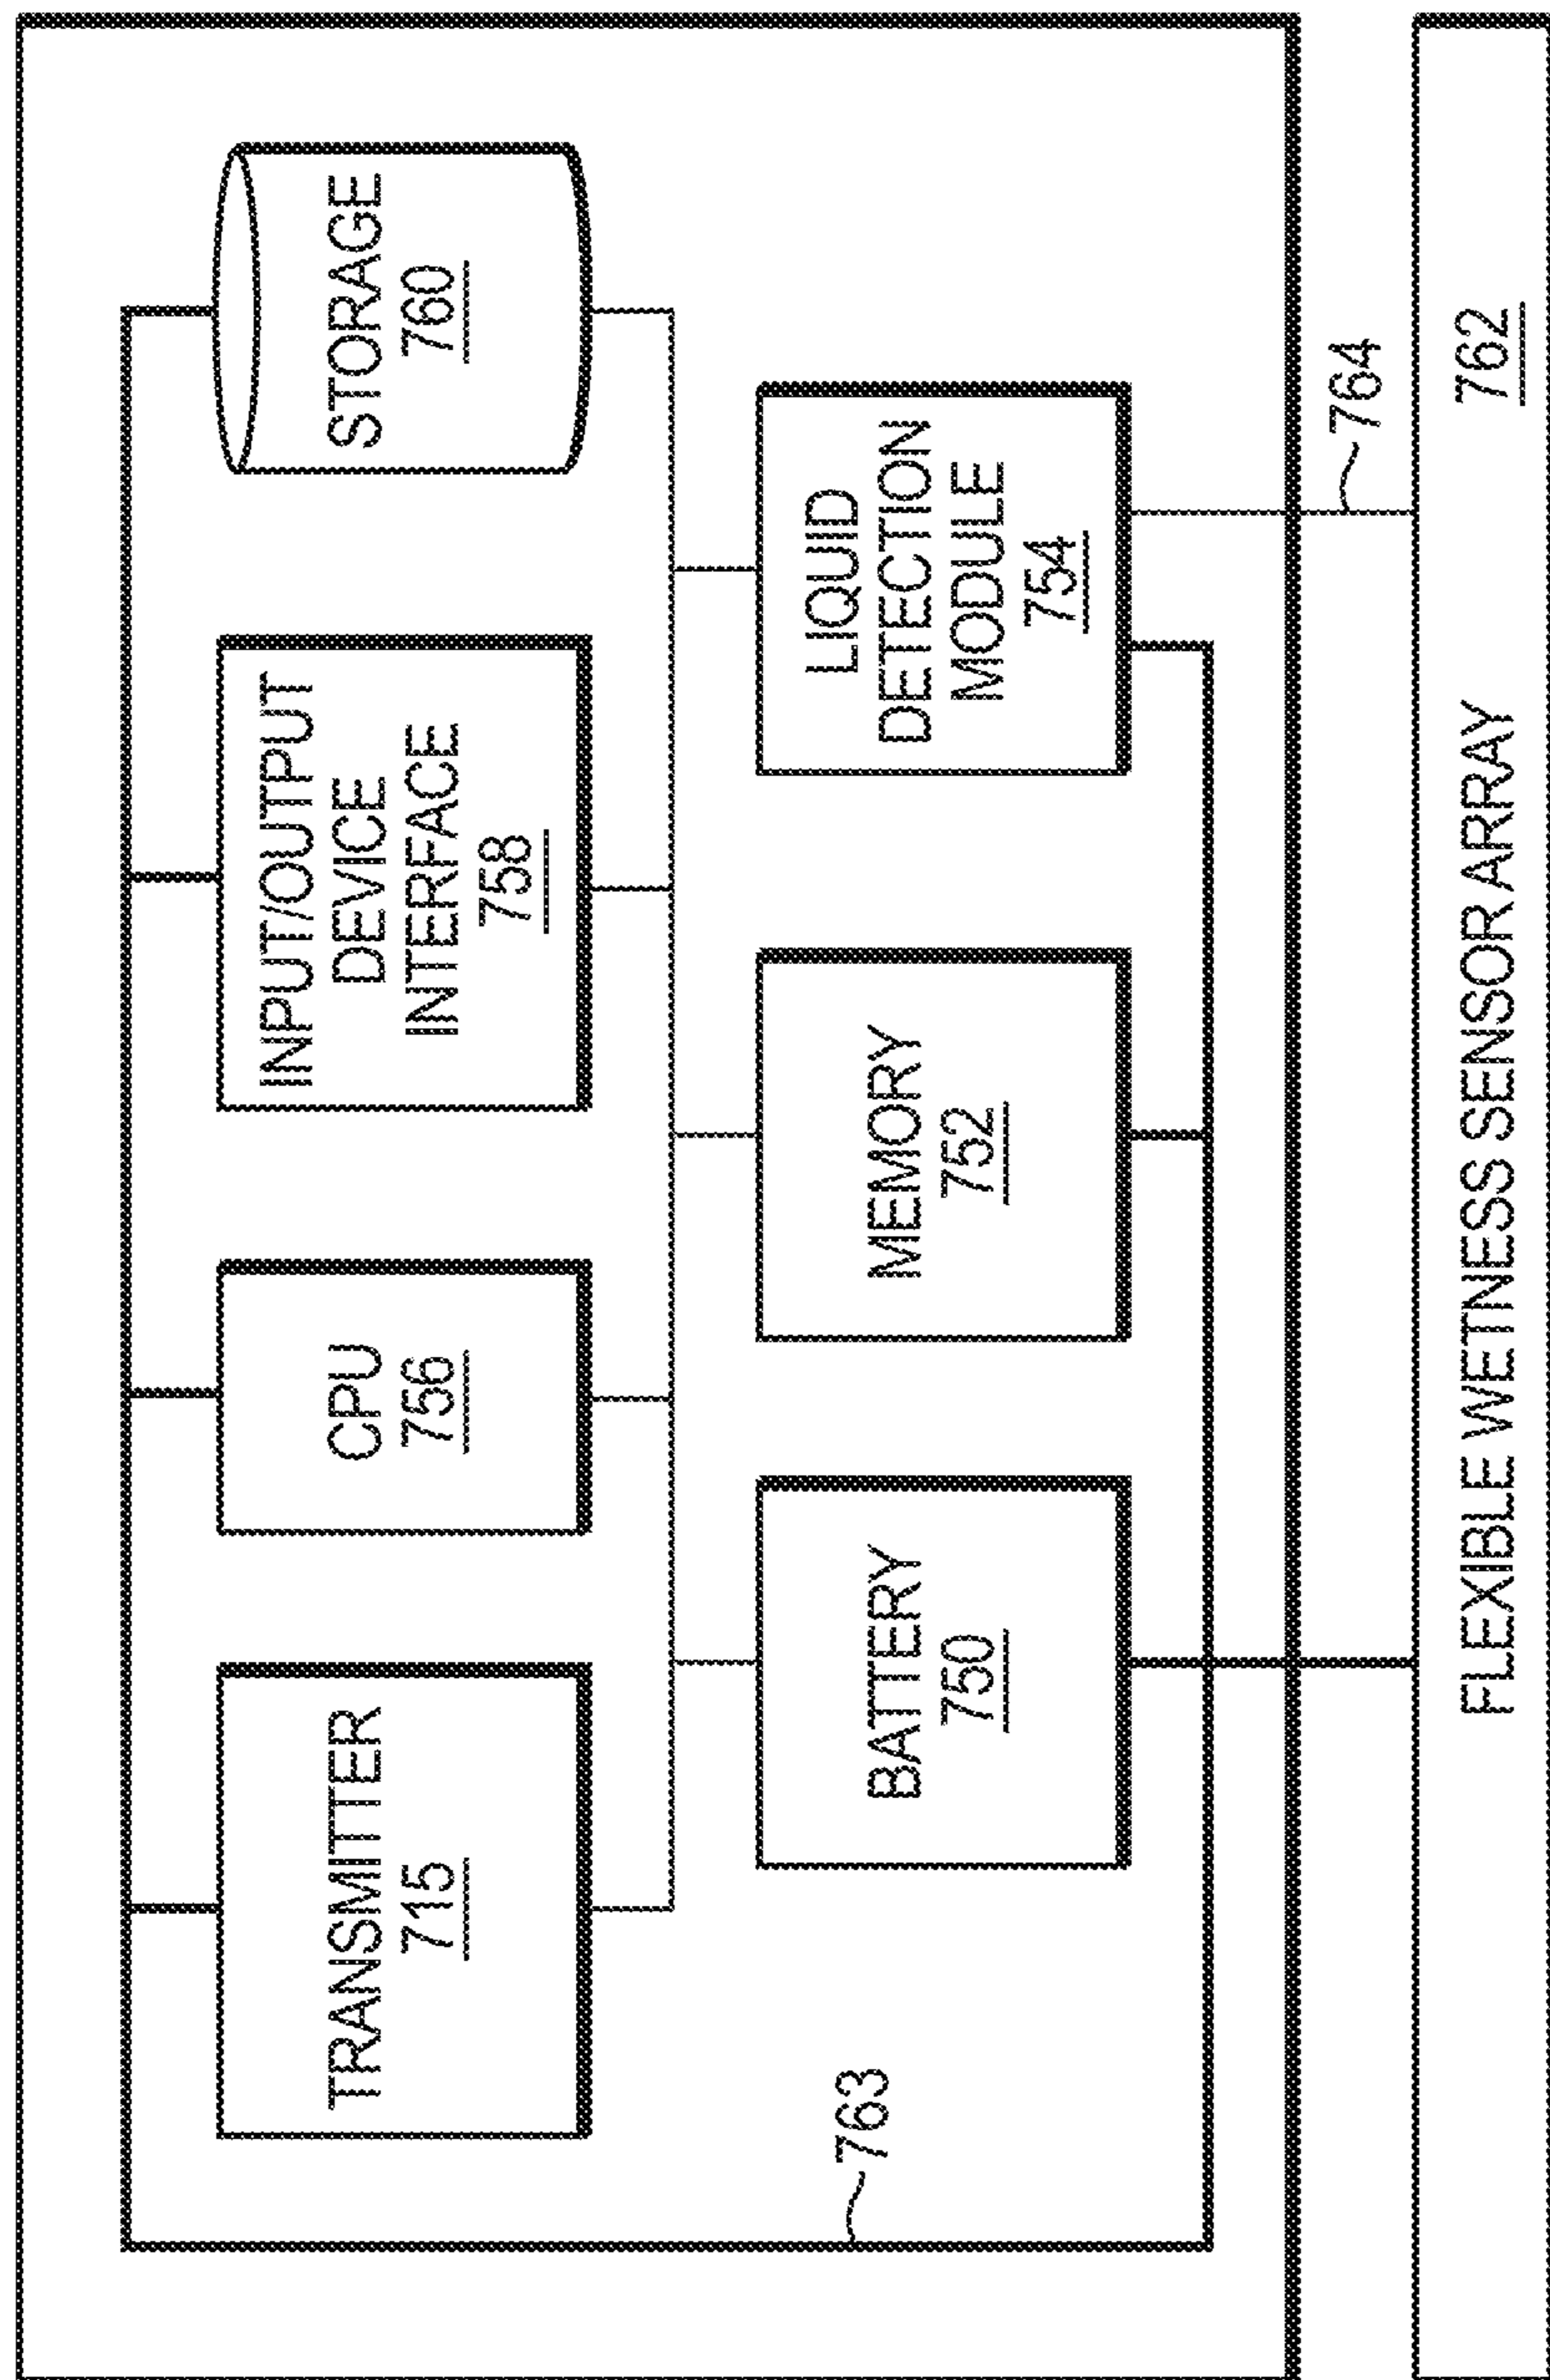 TRANSMITTER
715
CPU
756
INPUT/OUTPUT
DEVICE
INTERFACE
758
STORAGE
760
763
BATTERY
750
MEMORY
752
LIQUID
DETECTION
MODULE
754
764
FLEXIBLE WETNESS SENSOR ARRAY
762